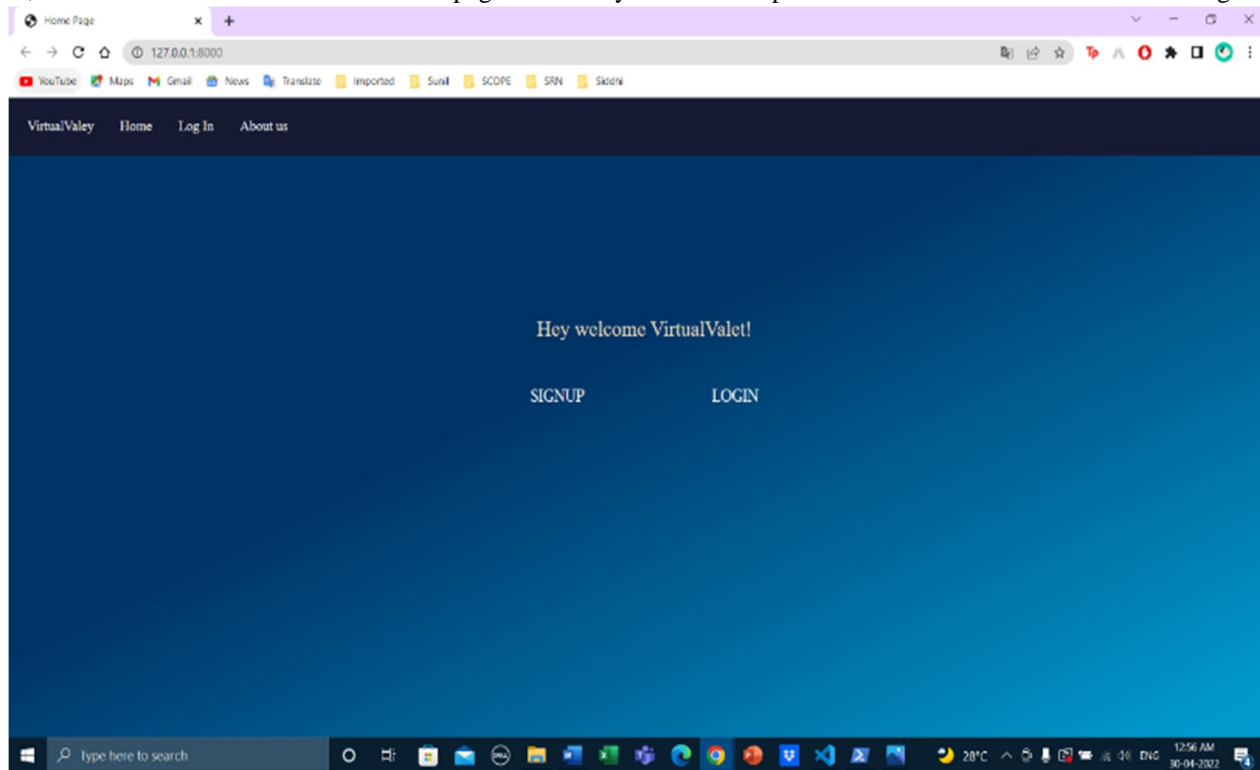 Home Page
127.0.0.1:8000
YouTube Maps Gmail News Translate Imported Sunil SCOPE SRN Siddhi
VirtualValey Home Log In About us
Hey welcome VirtualValet!
SIGNUP LOGIN
Type here to search 28°C ENG 12:56 AM
30-04-2022